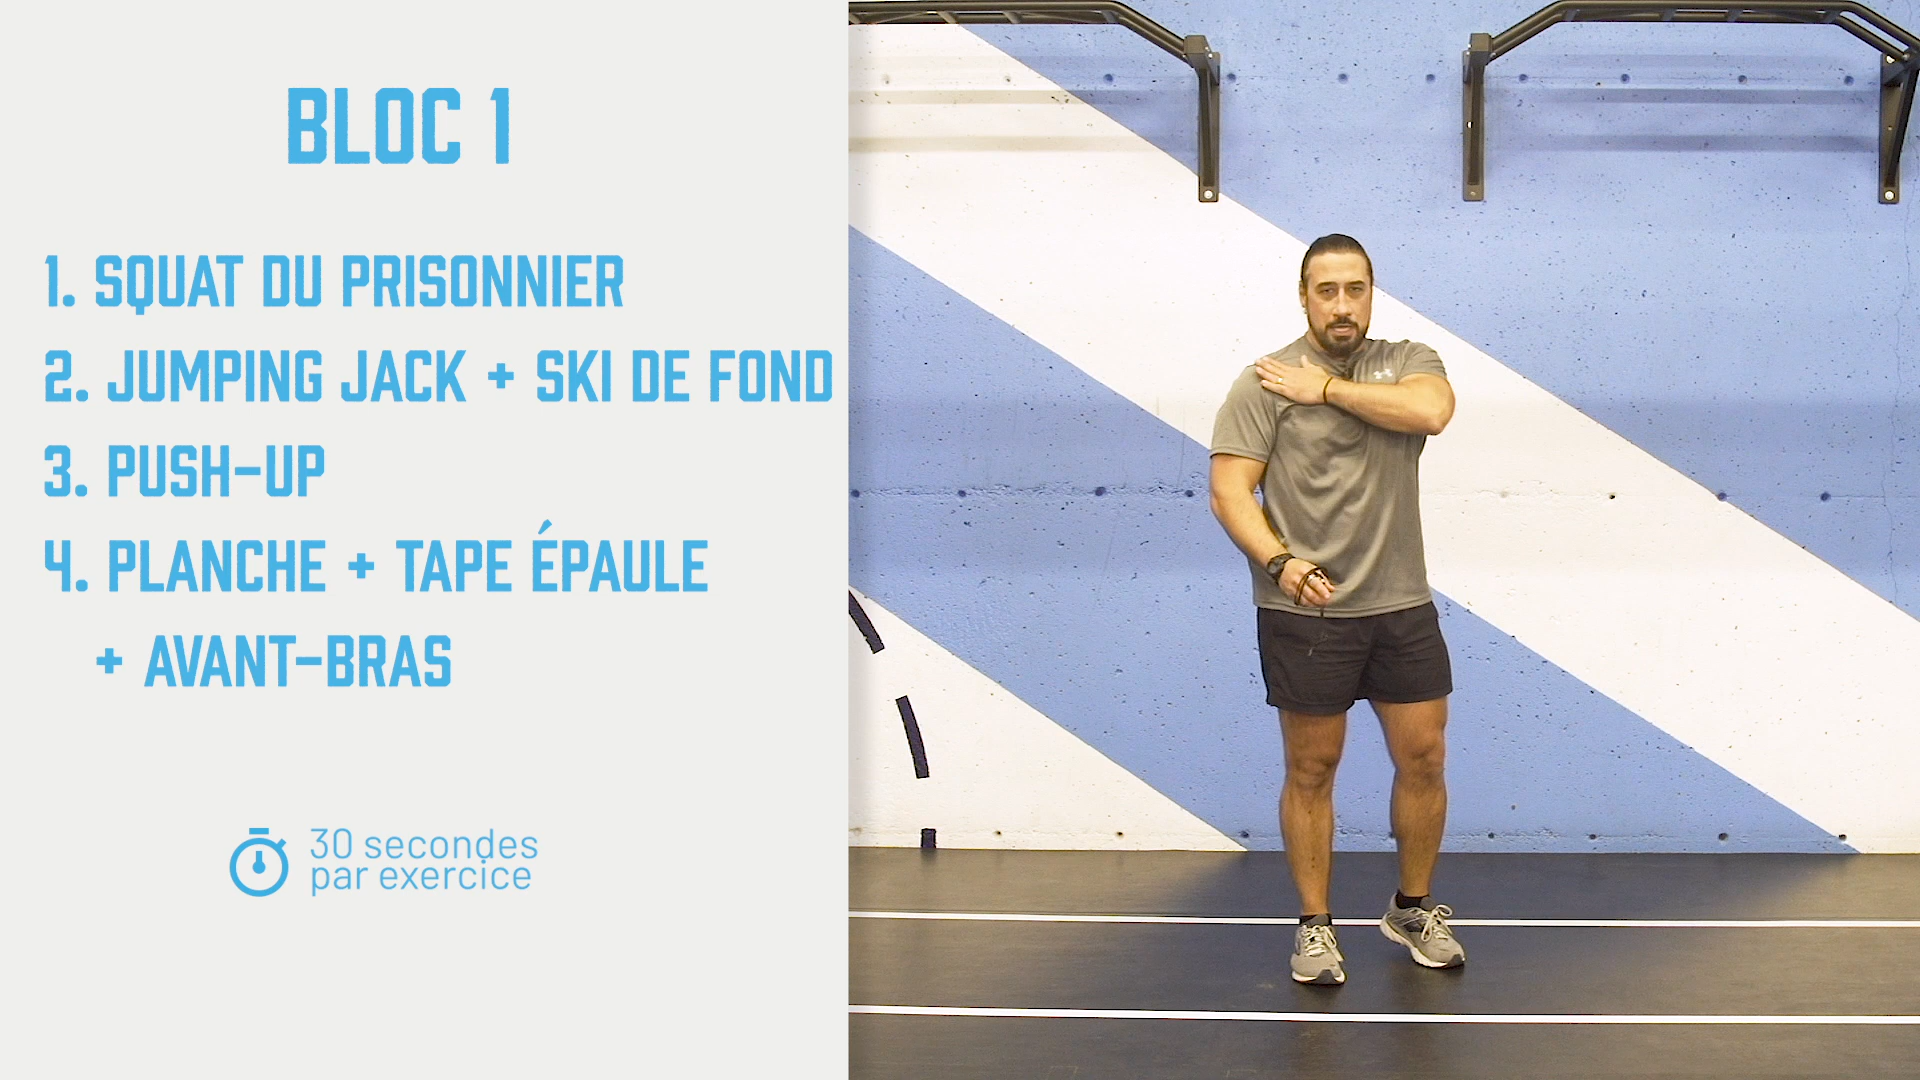 BLOC 1
1. SQUAT DU PRISONNIER
2. JUMPING JACK + SKI DE FOND
3. PUSH-UP
4. PLANCHE + TAPE ÉPAULE
+ AVANT-BRAS
30 secondes
par exercice